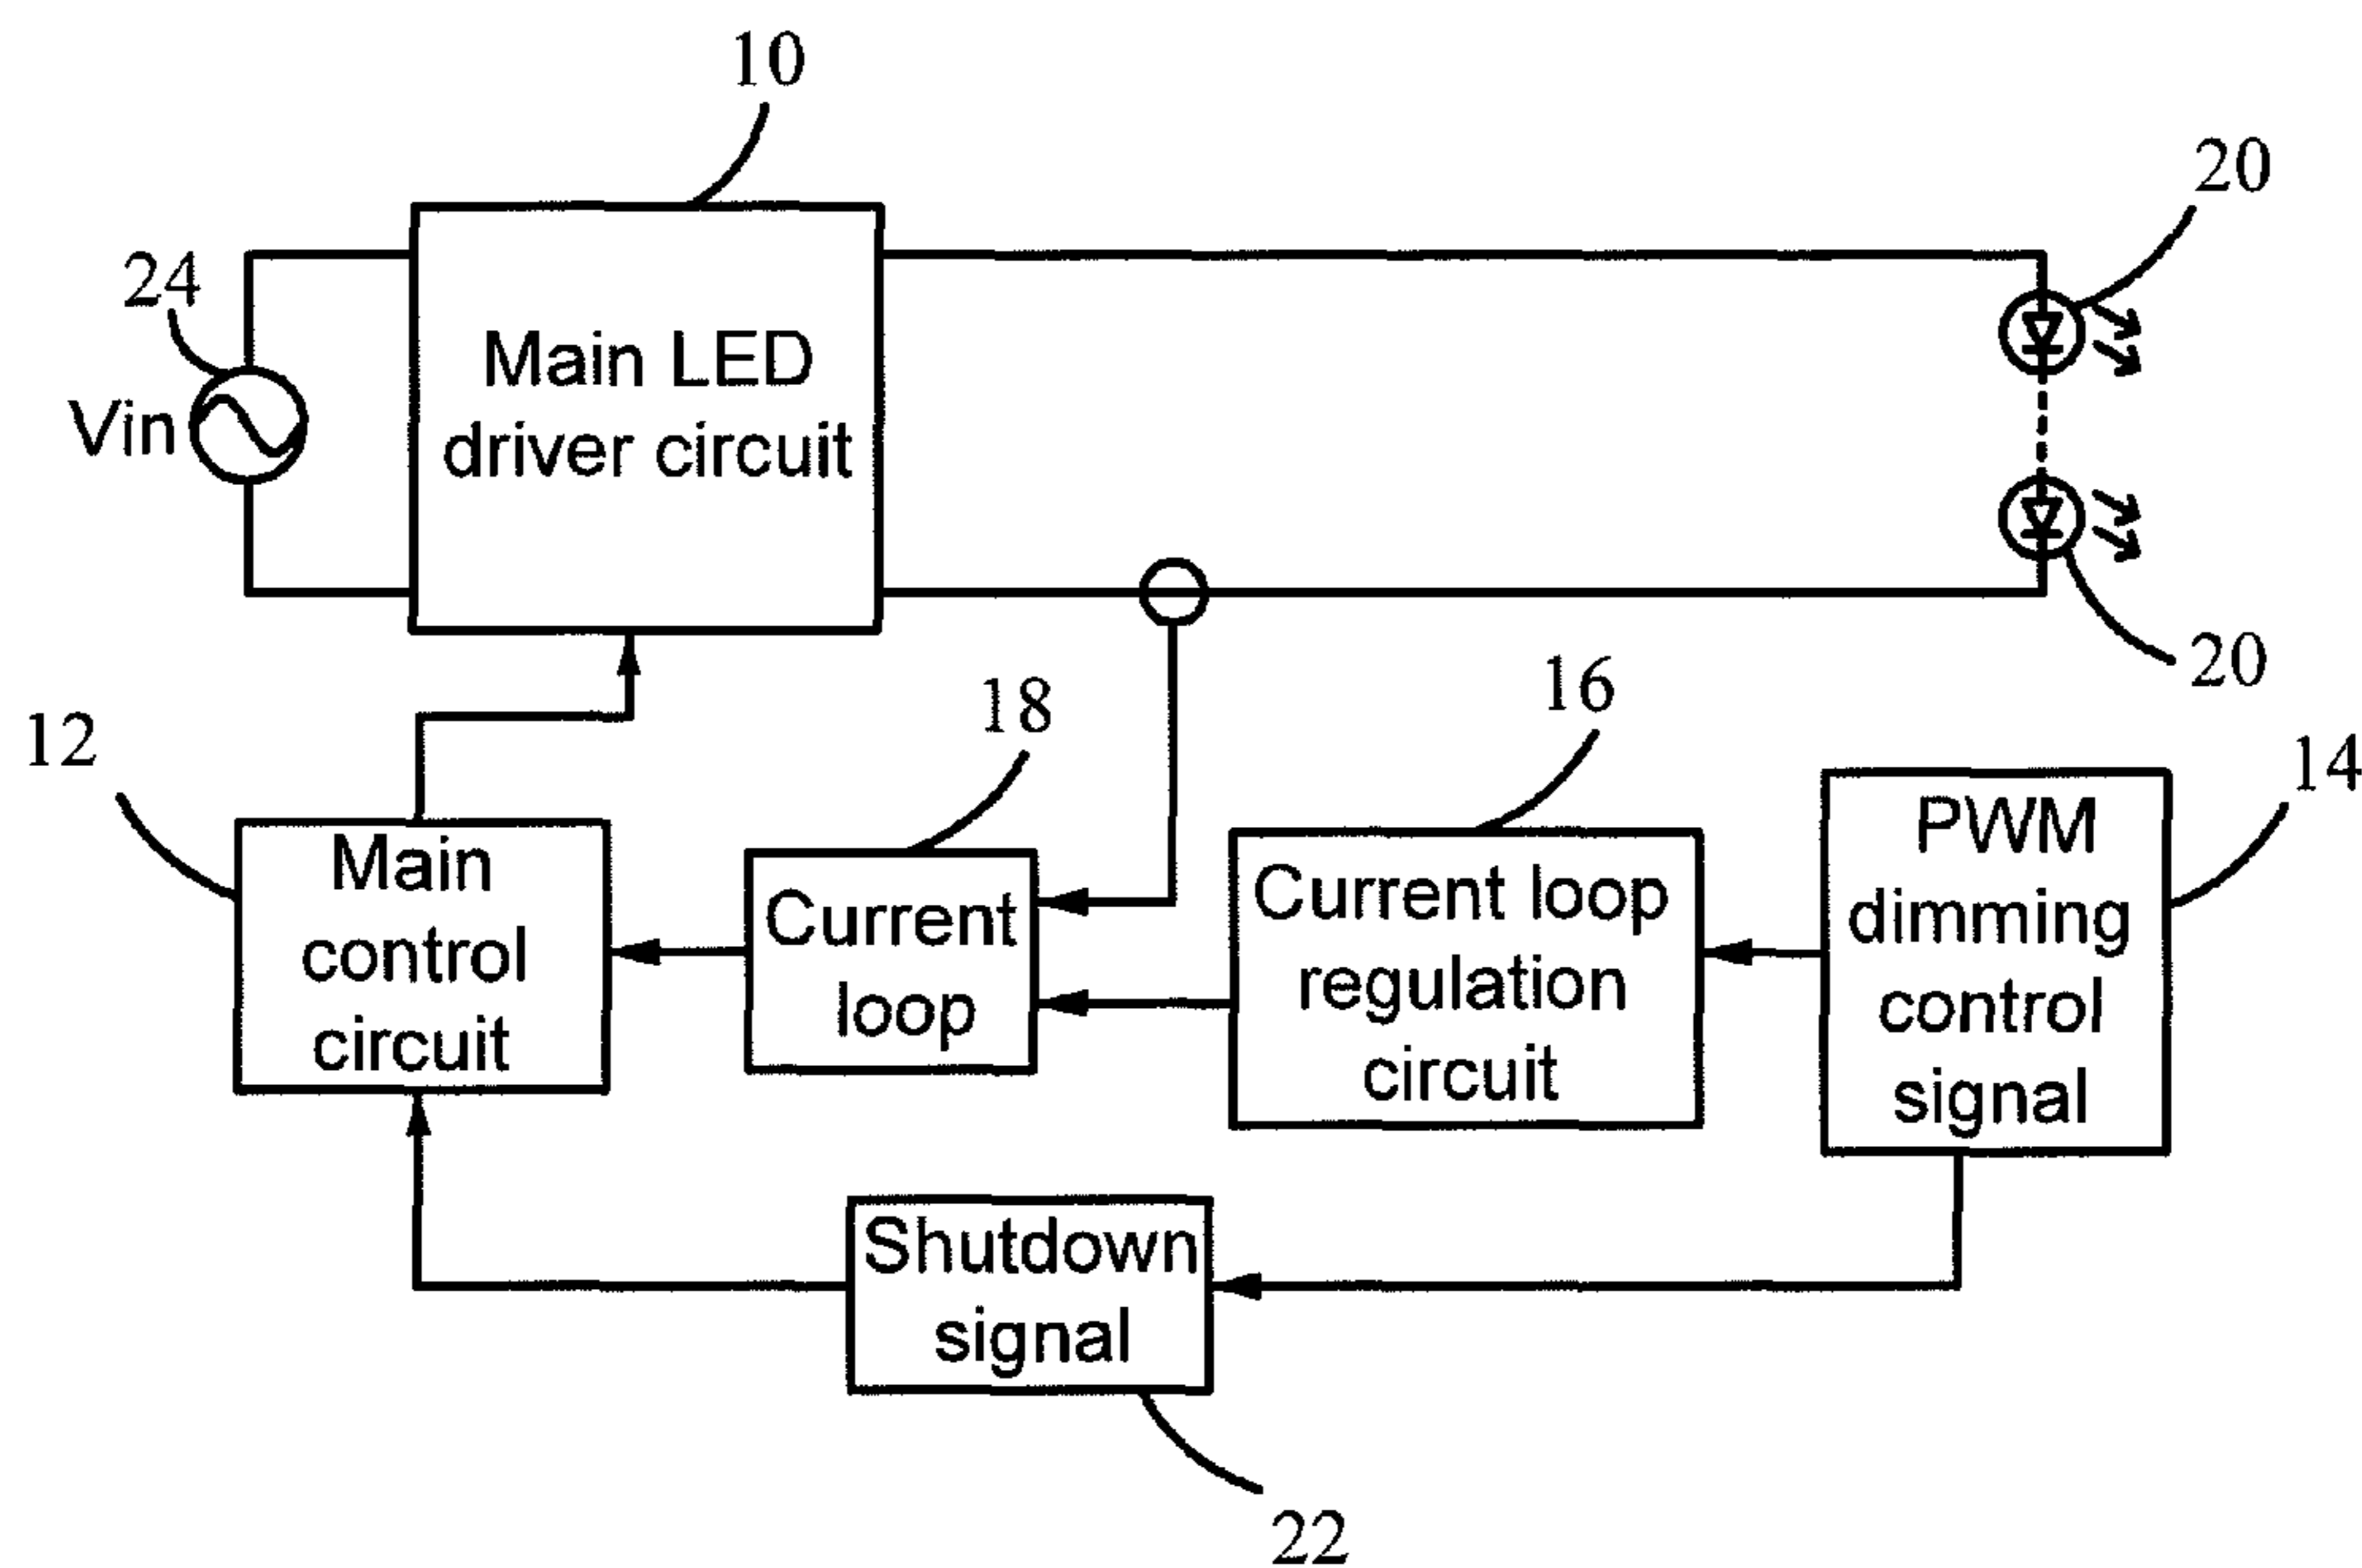 10
20
24
Main LED
driver circuit
Vin
20
18
16
12
14
Main
control
circuit
Current
loop
Current loop
regulation
circuit
PWM
dimming
control
signal
Shutdown
signal
22